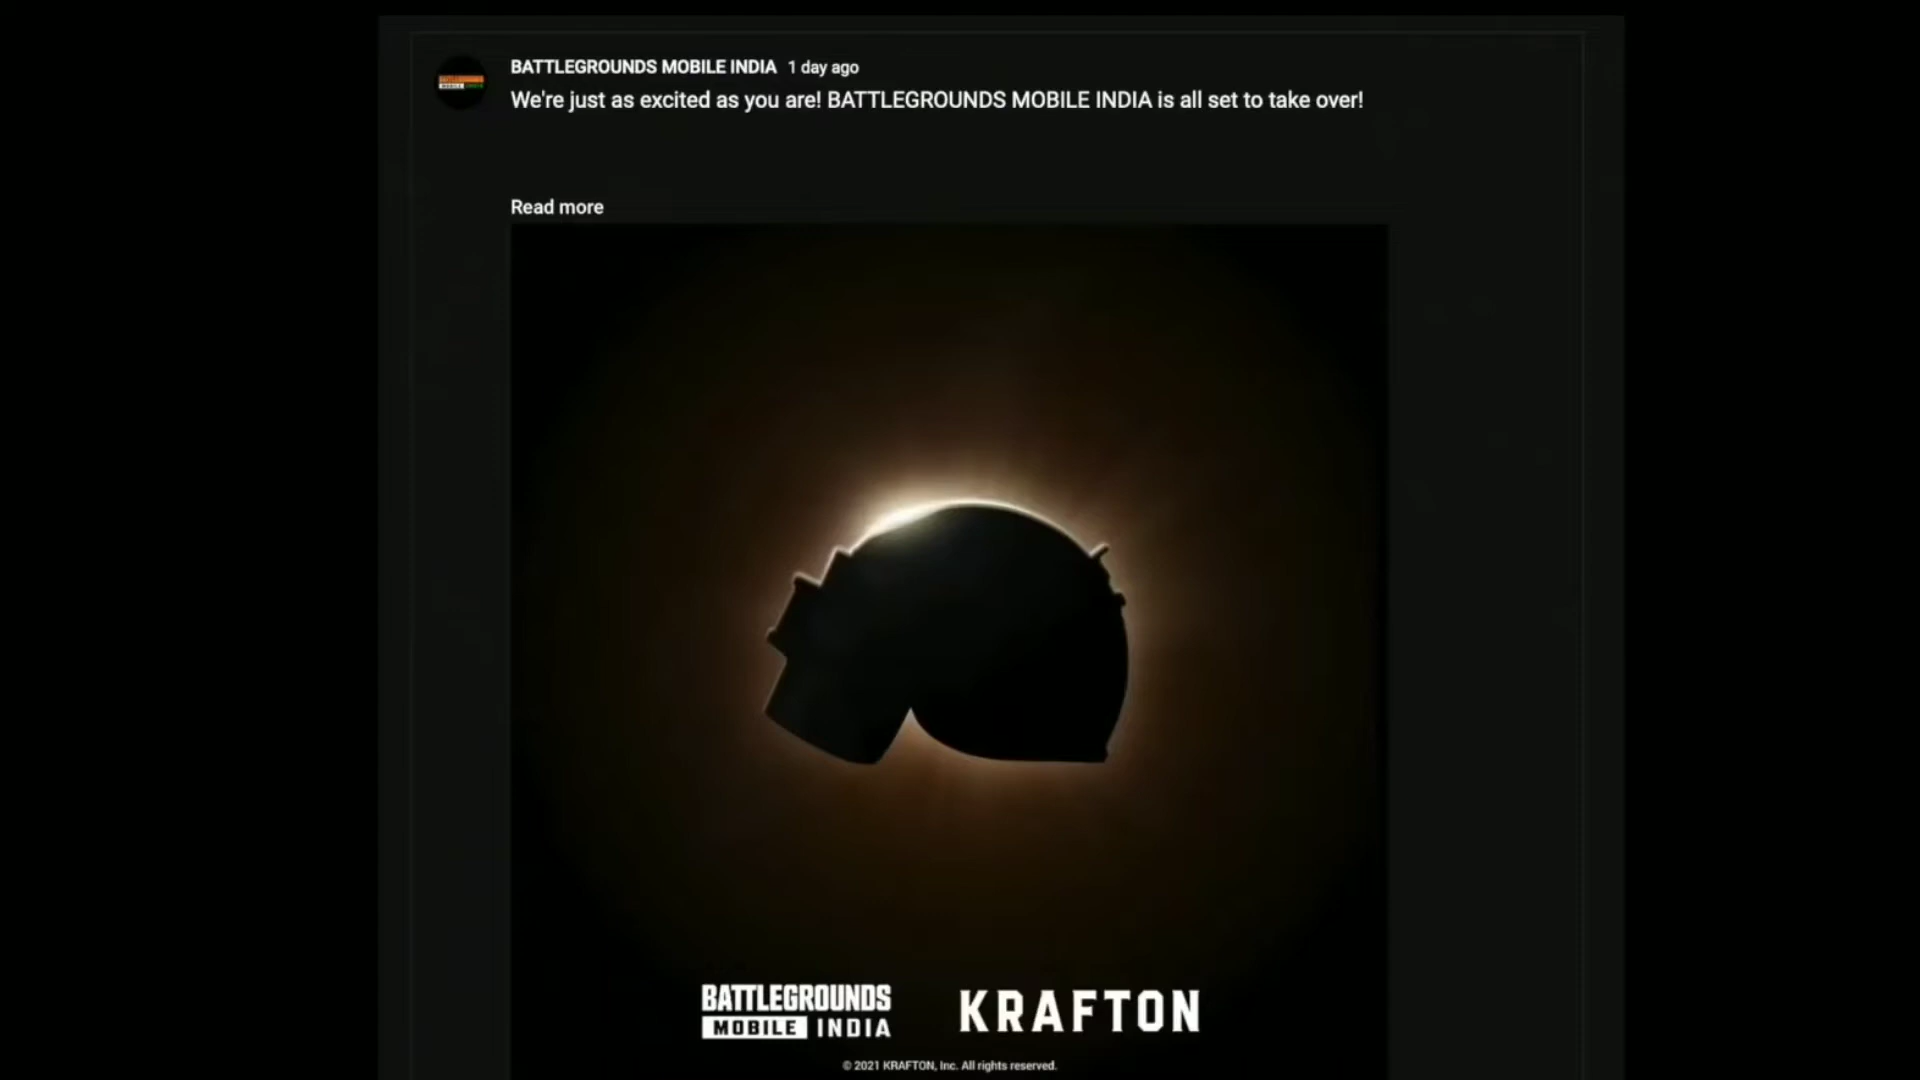 BATTLEGROUNDS MOBILE INDIA 1 day ago
We're just as excited as you are! BATTLEGROUNDS MOBILE INDIA is all set to take over!
Read more
BATTLEGROUNDS
MOBILE INDIA
KRAFTON
© 2021 KRAFTON, Inc. All rights reserved.